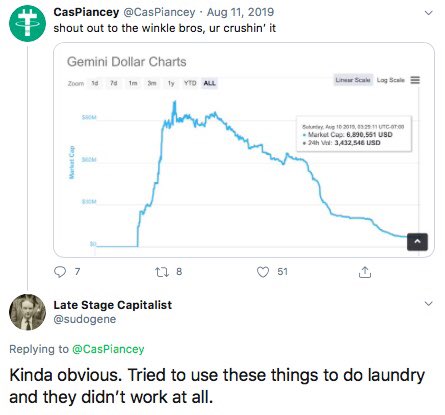 CasPiancey @CasPiancey · Aug 11, 2019
shout out to the winkle bros, ur crushin' it
Gemini Dollar Charts
Zoom 1d 7d 1m 3m 1y YTD ALL Linear Scale Log Scale
Saturday, Aug 10 2019, 03:29:11 UTC-07:00
• Market Cap: 6,890,551 USD
• 24h Vol: 3,432,546 USD
Market Cap
$60M
$30M
$0
7 8 51
Late Stage Capitalist
@sudogene
Replying to @CasPiancey
Kinda obvious. Tried to use these things to do laundry
and they didn't work at all.